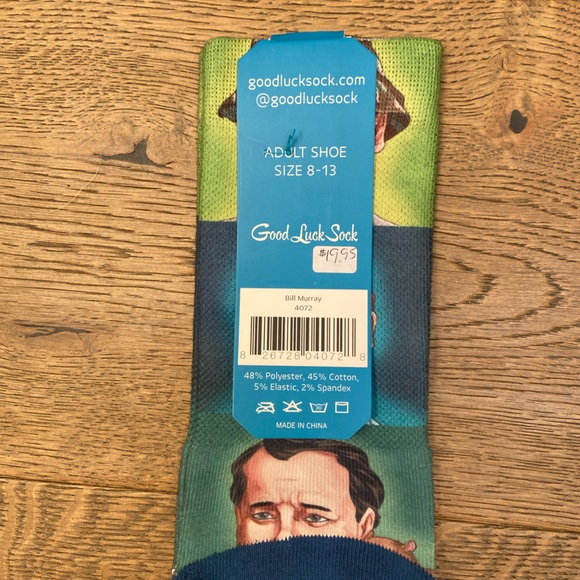 goodlucksock.com
@goodlucksock
ADULT SHOE
SIZE 8-13
Good Luck Sock
$19.95
Bill Murray
4072
8 26728 04072 8
48% Polyester, 45% Cotton,
5% Elastic, 2% Spandex
MADE IN CHINA